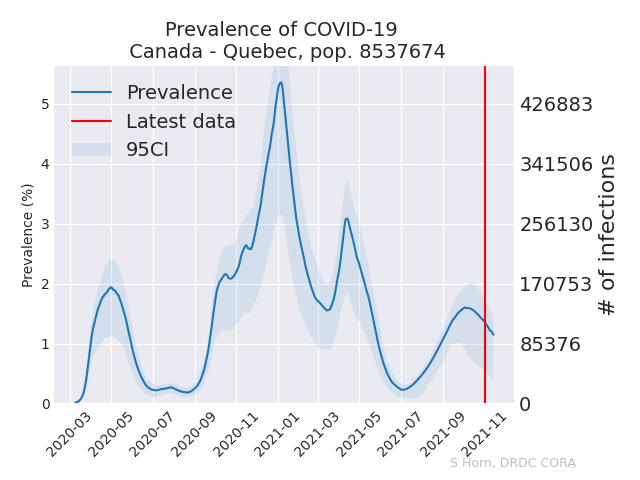 Prevalence of COVID-19
Canada - Quebec, pop. 8537674
Prevalence
Latest data
95CI
Prevalence (%)
5
4
3
2
1
0
426883
341506
256130
170753
85376
0
# of infections
2020-03
2020-05
2020-07
2020-09
2020-11
2021-01
2021-03
2021-05
2021-07
2021-09
2021-11
S Horn, DRDC CORA